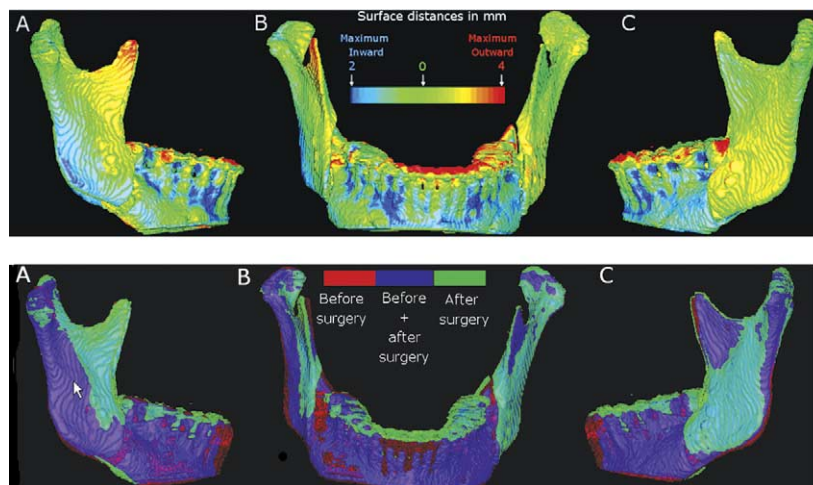 A
B
C
Surface distances in mm
Maximum
Inward
2
0
Maximum
Outward
4
A
B
C
Before
surgery
Before
+
after
surgery
After
surgery